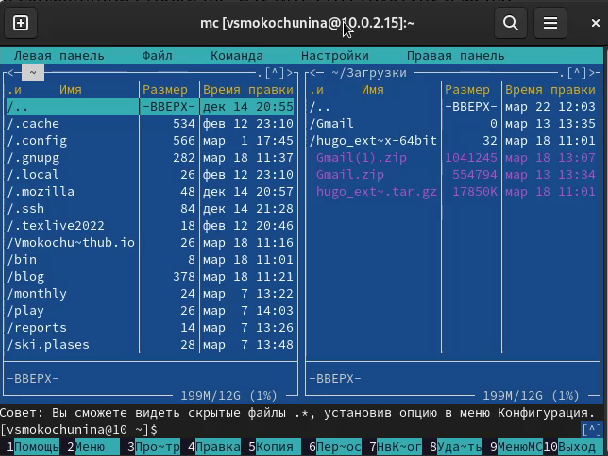 mc [vsmokochunina@10.0.2.15]:~
Левая панель Файл Команда Настройки Правая панель
<─ ~ .[^]> <─ ~/Загрузки .[^]>
.и Имя Размер Время правки .и Имя Размер Время правки
/.. -ВВЕРХ- дек 14 20:55 /.. -ВВЕРХ- мар 22 12:03
/.cache 534 фев 12 23:10 /Gmail 0 мар 13 13:35
/.config 566 мар 1 17:45 /hugo_ext~x-64bit 32 мар 18 11:01
/.gnupg 282 мар 18 11:37 Gmail(1).zip 1041245 мар 18 13:07
/.local 26 фев 12 23:10 Gmail.zip 554794 мар 13 13:34
/.mozilla 48 дек 14 20:57 hugo_ext~.tar.gz 17850K мар 18 11:01
/.ssh 84 дек 14 21:28
/.texlive2022 18 фев 12 20:46
/Vmokochu~thub.io 26 мар 18 11:16
/bin 8 мар 18 11:01
/blog 378 мар 18 11:21
/monthly 24 мар 7 13:22
/play 26 мар 7 14:03
/reports 14 мар 7 13:26
/ski.plases 28 мар 7 13:48
-ВВЕРХ- -ВВЕРХ-
199M/12G (1%) 199M/12G (1%)
Совет: Вы сможете видеть скрытые файлы .*, установив опцию в меню Конфигурация.
[vsmokochunina@10 ~]$ [^]
1Помощь 2Меню 3Про~тр 4Правка 5Копия 6Пер~ос 7НвК~ог 8Уда~ть 9МенюMC 10Выход